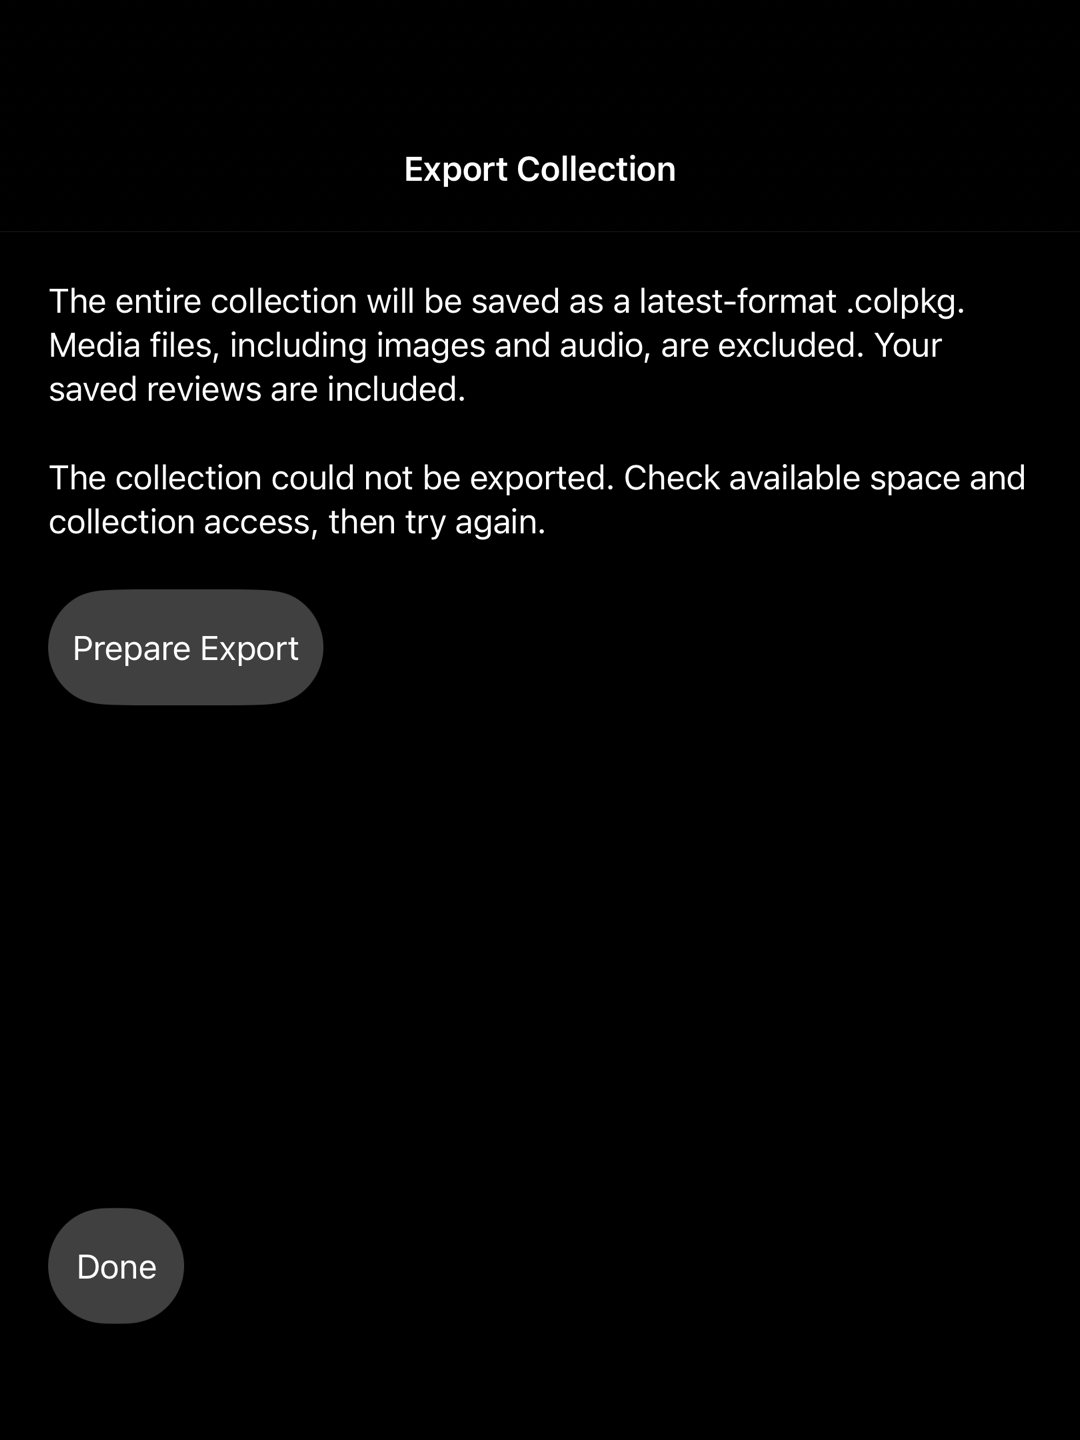 Export Collection
The entire collection will be saved as a latest-format .colpkg.
Media files, including images and audio, are excluded. Your
saved reviews are included.
The collection could not be exported. Check available space and
collection access, then try again.
Prepare Export
Done